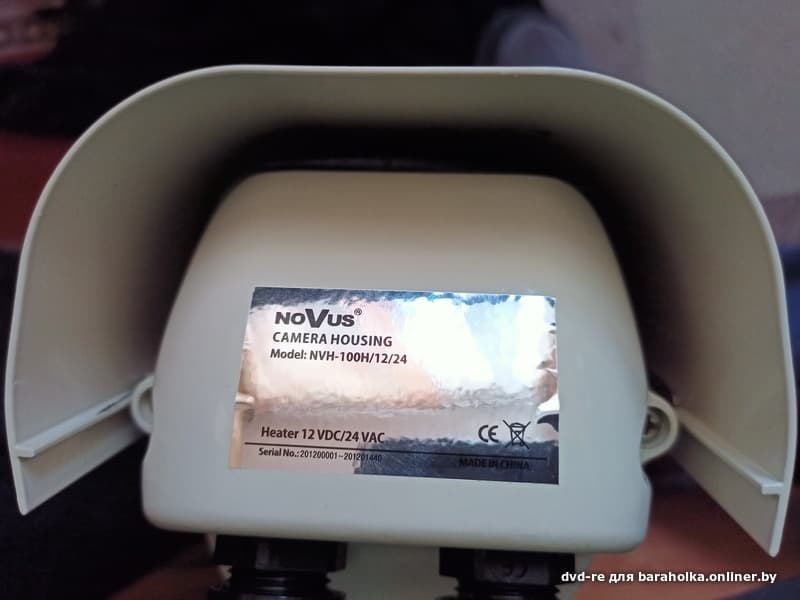 NOVUS®
CAMERA HOUSING
Model: NVH-100H/12/24
Heater 12 VDC/24 VAC
CE
Serial No.: 201200001~201201440
MADE IN CHINA
dvd-re для baraholka.onliner.by